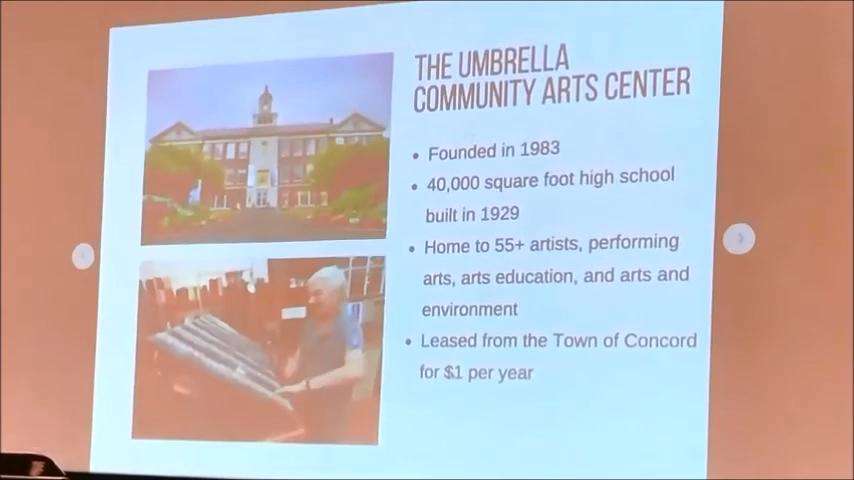 THE UMBRELLA
COMMUNITY ARTS CENTER
• Founded in 1983
• 40,000 square foot high school
built in 1929
• Home to 55+ artists, performing
arts, arts education, and arts and
environment
• Leased from the Town of Concord
for $1 per year